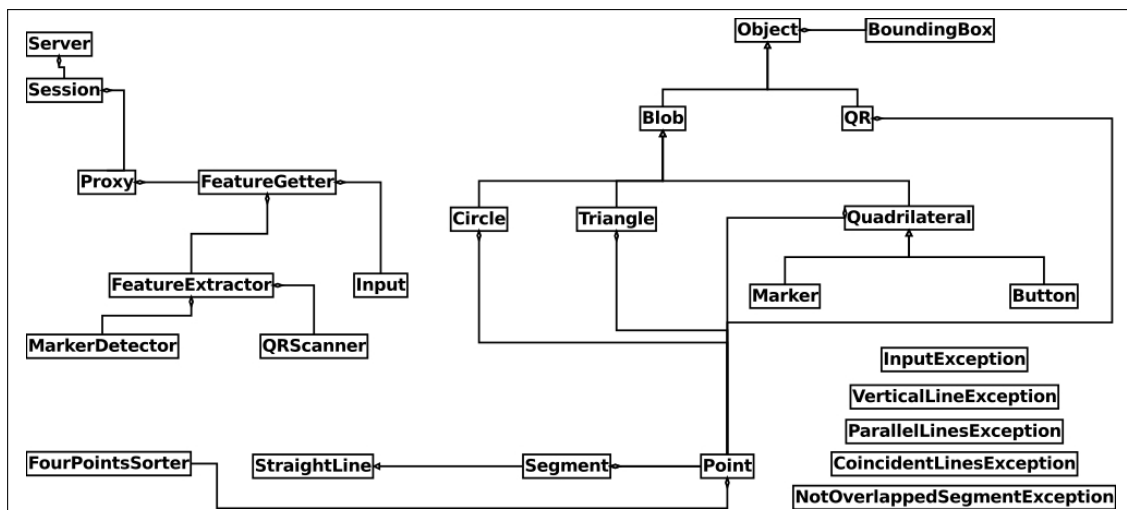 Object
BoundingBox
Server
Session
Blob
QR
Proxy
FeatureGetter
Circle
Triangle
Quadrilateral
FeatureExtractor
Input
Marker
Button
MarkerDetector
QRScanner
InputException
VerticalLineException
ParallelLinesException
FourPointsSorter
StraightLine
Segment
Point
CoincidentLinesException
NotOverlappedSegmentException